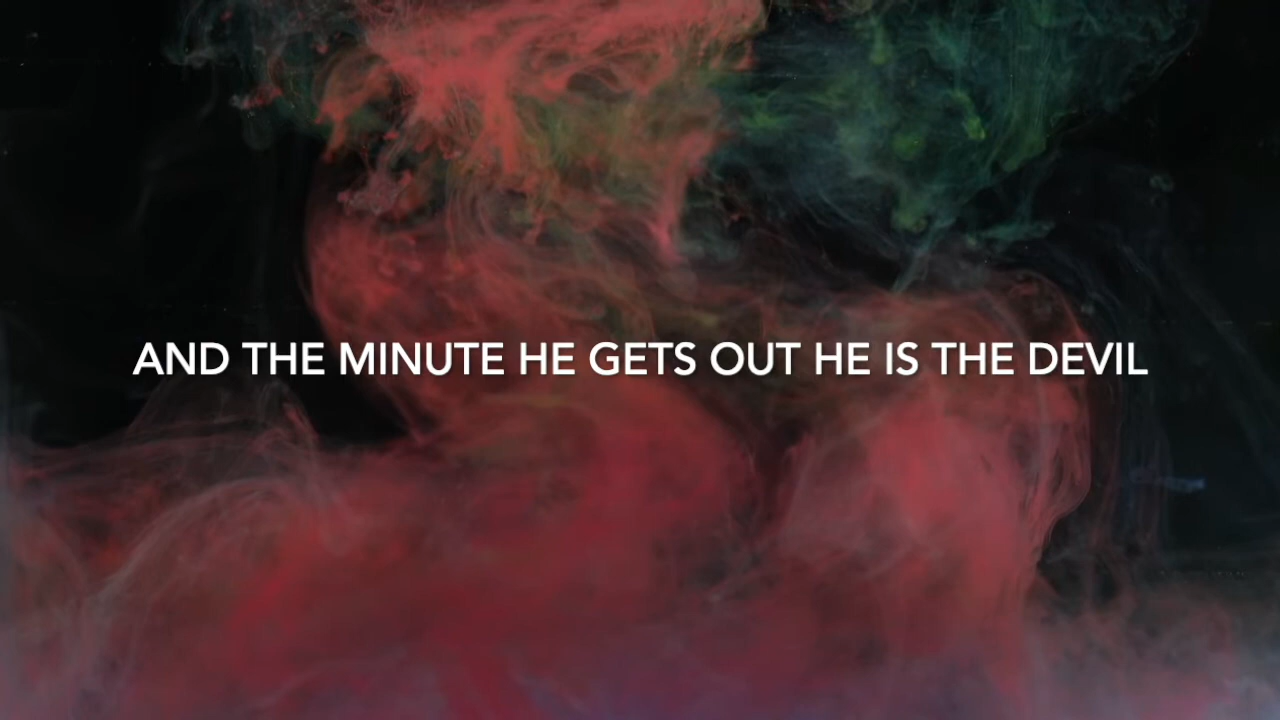 AND THE MINUTE HE GETS OUT HE IS THE DEVIL